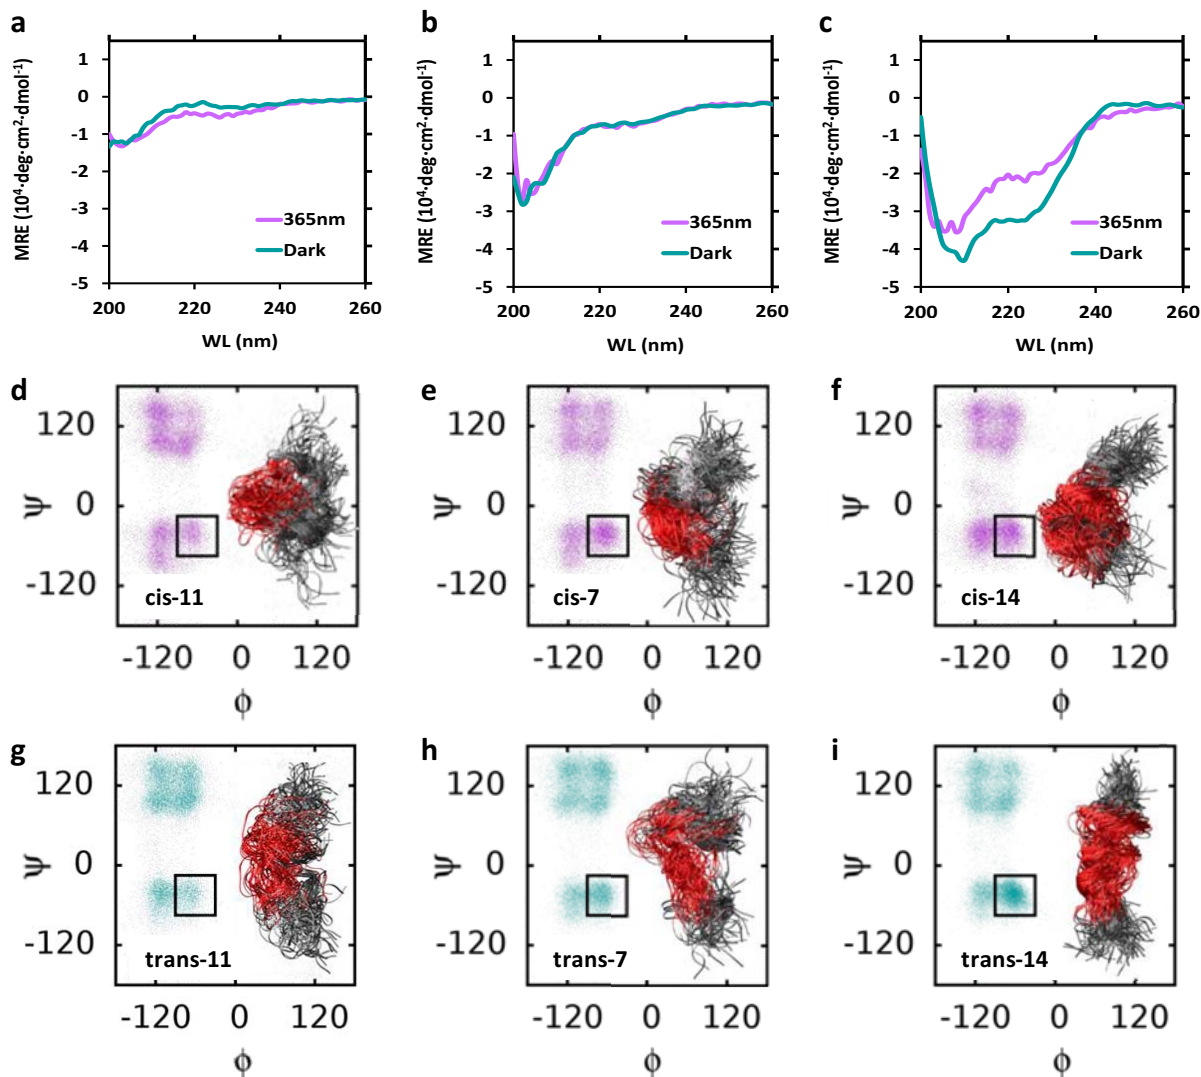 a
b
c
MRE (10⁴·deg·cm²·dmol⁻¹)
1
0
-1
-2
-3
-4
-5
365nm
Dark
200
220
240
260
WL (nm)
MRE (10⁴·deg·cm²·dmol⁻¹)
1
0
-1
-2
-3
-4
-5
365nm
Dark
200
220
240
260
WL (nm)
MRE (10⁴·deg·cm²·dmol⁻¹)
1
0
-1
-2
-3
-4
-5
365nm
Dark
200
220
240
260
WL (nm)
d
ψ
120
0
-120
cis-11
-120
0
120
ϕ
e
ψ
120
0
-120
cis-7
-120
0
120
ϕ
f
ψ
120
0
-120
cis-14
-120
0
120
ϕ
g
ψ
120
0
-120
trans-11
-120
0
120
ϕ
h
ψ
120
0
-120
trans-7
-120
0
120
ϕ
i
ψ
120
0
-120
trans-14
-120
0
120
ϕ